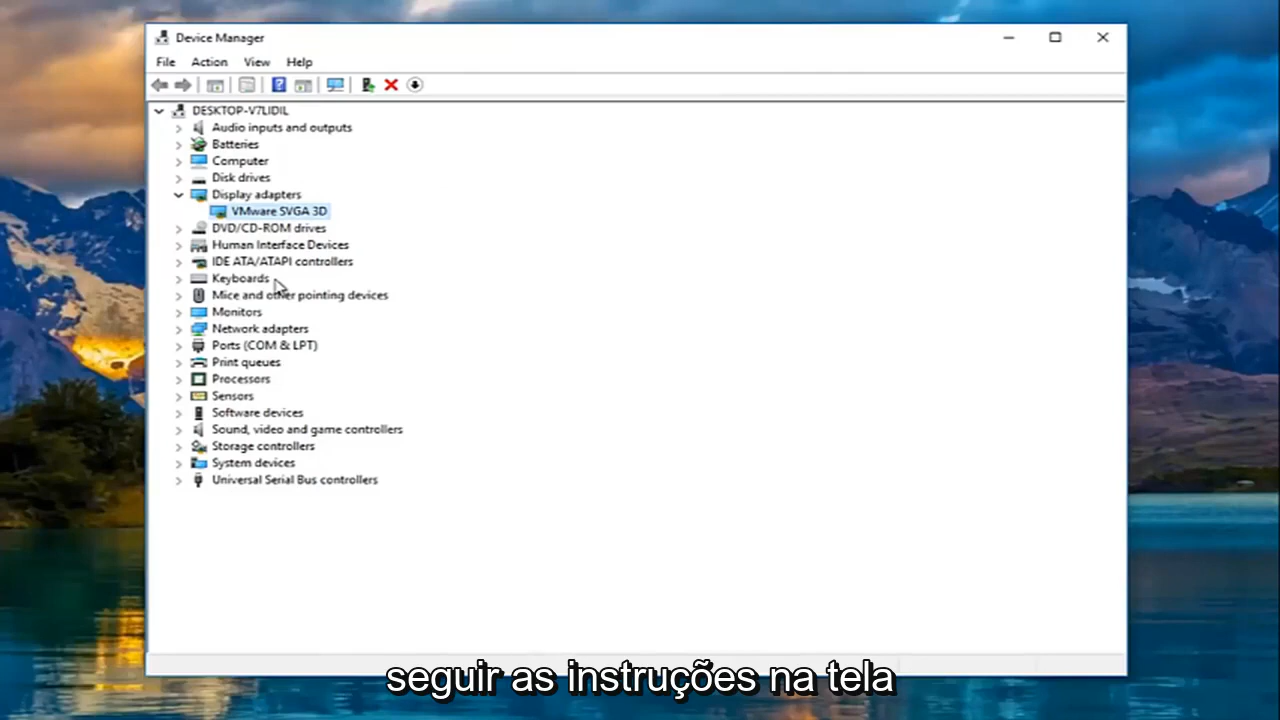 Device Manager
File Action View Help
DESKTOP-V7LIDIL
Audio inputs and outputs
Batteries
Computer
Disk drives
Display adapters
VMware SVGA 3D
DVD/CD-ROM drives
Human Interface Devices
IDE ATA/ATAPI controllers
Keyboards
Mice and other pointing devices
Monitors
Network adapters
Ports (COM & LPT)
Print queues
Processors
Sensors
Software devices
Sound, video and game controllers
Storage controllers
System devices
Universal Serial Bus controllers
seguir as instruções na tela